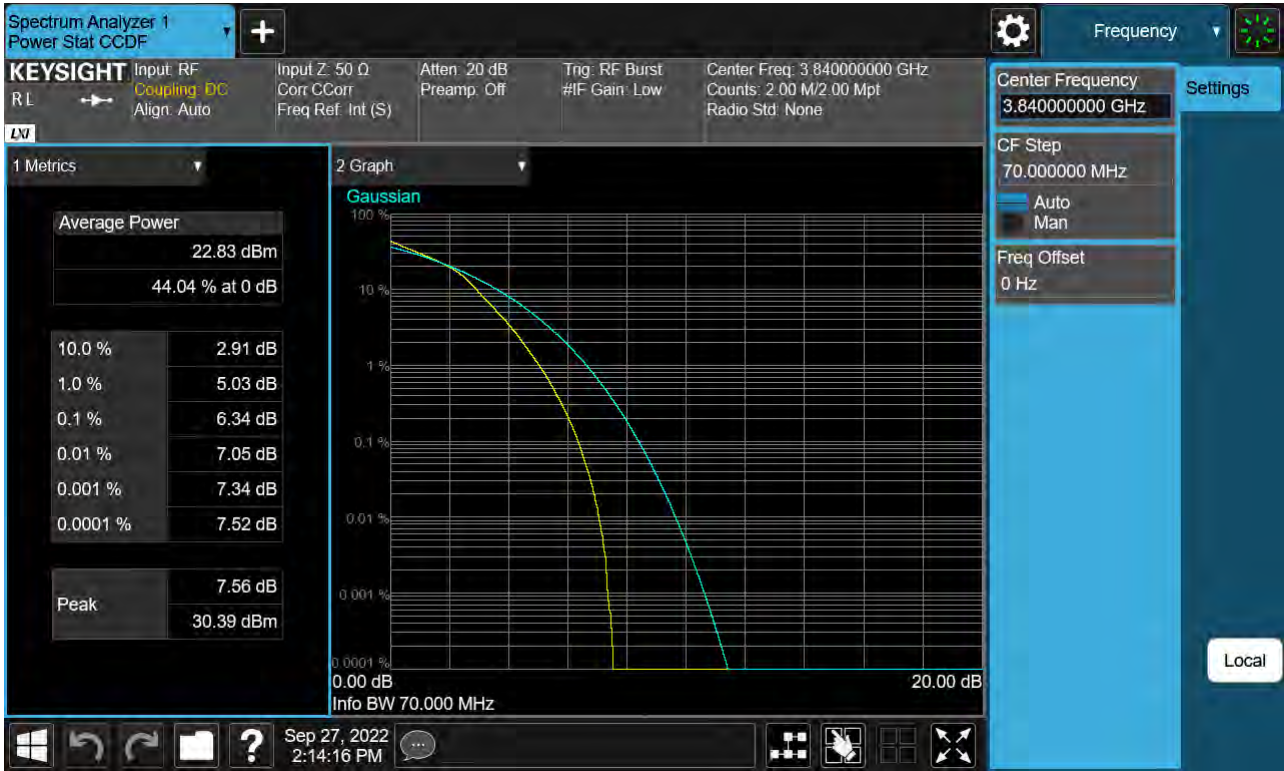 Spectrum Analyzer 1
Power Stat CCDF
+
Frequency
KEYSIGHT
RL
LXI
Input: RF
Coupling: DC
Align: Auto
Input Z: 50 Ω
Corr CCorr
Freq Ref: Int (S)
Atten: 20 dB
Preamp: Off
Trig: RF Burst
#IF Gain: Low
Center Freq: 3.840000000 GHz
Counts: 2.00 M/2.00 Mpt
Radio Std: None
1 Metrics
Average Power
22.83 dBm
44.04 % at 0 dB
10.0 % 2.91 dB
1.0 % 5.03 dB
0.1 % 6.34 dB
0.01 % 7.05 dB
0.001 % 7.34 dB
0.0001 % 7.52 dB
Peak
7.56 dB
30.39 dBm
2 Graph
Gaussian
100 %
10 %
1 %
0.1 %
0.01 %
0.001 %
0.0001 %
0.00 dB 20.00 dB
Info BW 70.000 MHz
Center Frequency
3.840000000 GHz
CF Step
70.000000 MHz
Auto
Man
Freq Offset
0 Hz
Settings
Local
?
Sep 27, 2022
2:14:16 PM